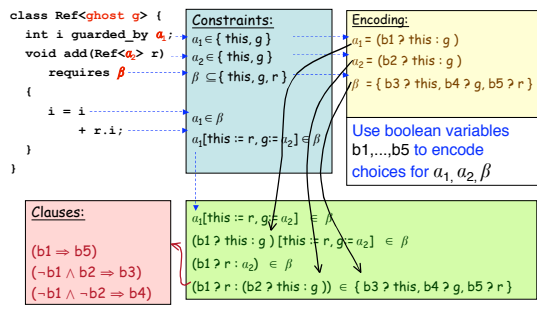 class Ref<ghost g> {
int i guarded_by α₁;
void add(Ref<α₂> r)
requires β
{
i = i
+ r.i;
}
}
Constraints:
α₁ ∈ { this, g }
α₂ ∈ { this, g }
β ⊆ { this, g, r }
α₁ ∈ β
α₁[this := r, g := α₂] ∈ β
Encoding:
α₁ = (b1 ? this : g )
α₂ = (b2 ? this : g )
β = { b3 ? this, b4 ? g, b5 ? r }
Use boolean variables
b1,...,b5 to encode
choices for α₁, α₂, β
Clauses:
(b1 ⇒ b5)
(¬b1 ∧ b2 ⇒ b3)
(¬b1 ∧ ¬b2 ⇒ b4)
α₁[this := r, g := α₂] ∈ β
(b1 ? this : g ) [this := r, g := α₂] ∈ β
(b1 ? r : α₂) ∈ β
(b1 ? r : (b2 ? this : g )) ∈ { b3 ? this, b4 ? g, b5 ? r }